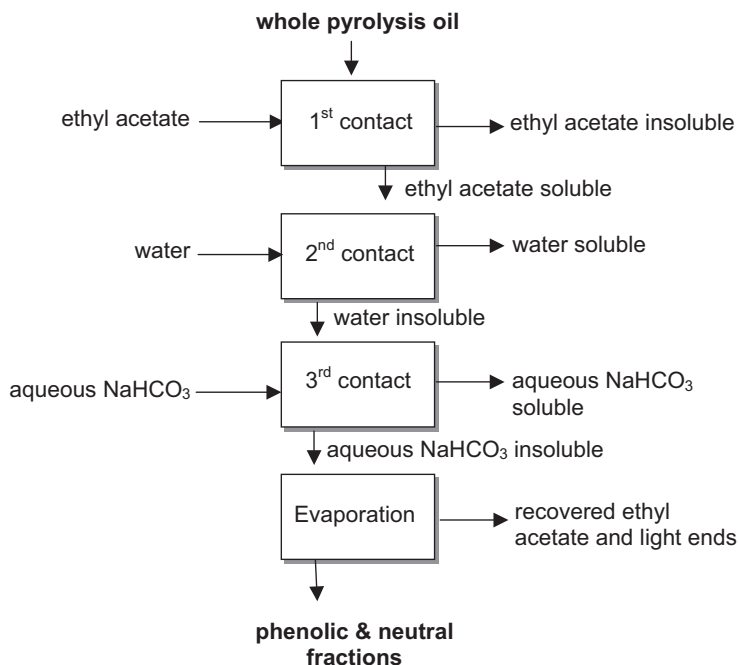 whole pyrolysis oil
ethyl acetate
1st contact
ethyl acetate insoluble
ethyl acetate soluble
water
2nd contact
water soluble
water insoluble
aqueous NaHCO3
3rd contact
aqueous NaHCO3
soluble
aqueous NaHCO3 insoluble
Evaporation
recovered ethyl
acetate and light ends
phenolic & neutral
fractions